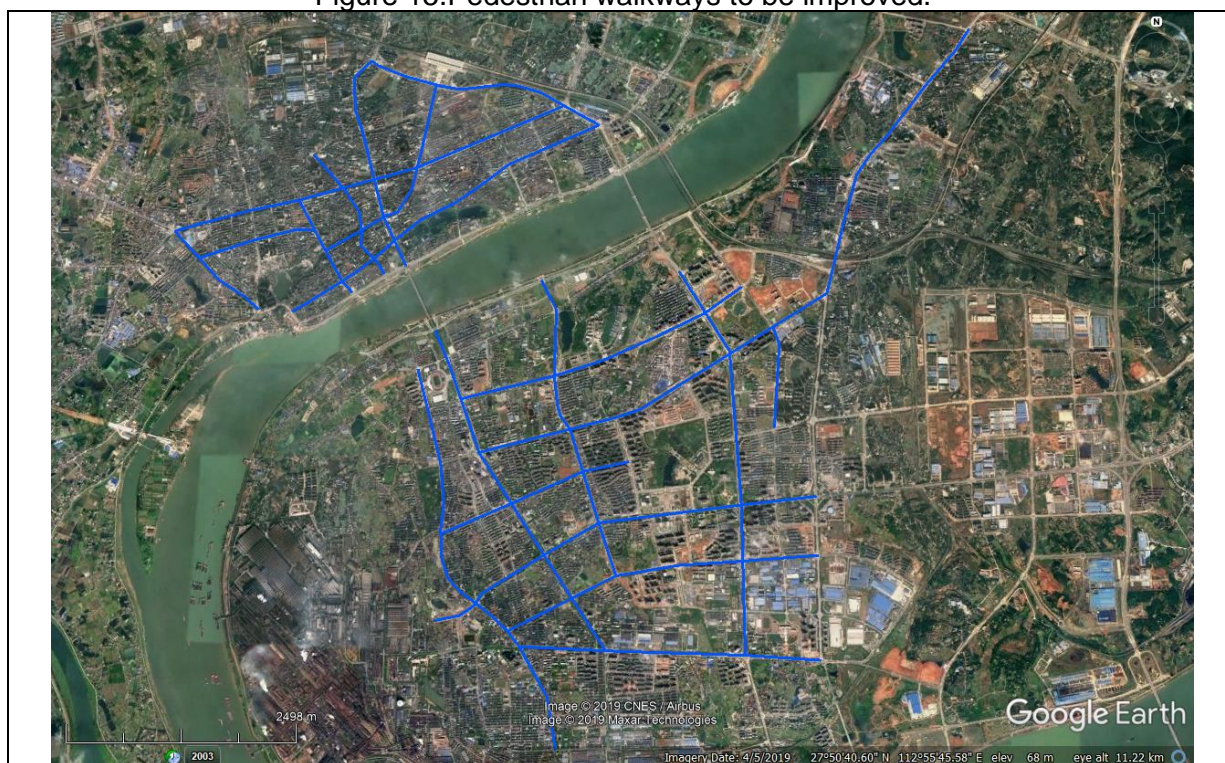 Figure 18.Pedestrian walkways to be improved.
N
Image © 2019 CNES / Airbus
Image © 2019 Maxar Technologies
Google Earth
2498 m
2003
Imagery Date: 4/5/2019 27°50'40.60" N 112°55'45.58" E elev 68 m eye alt 11.22 km